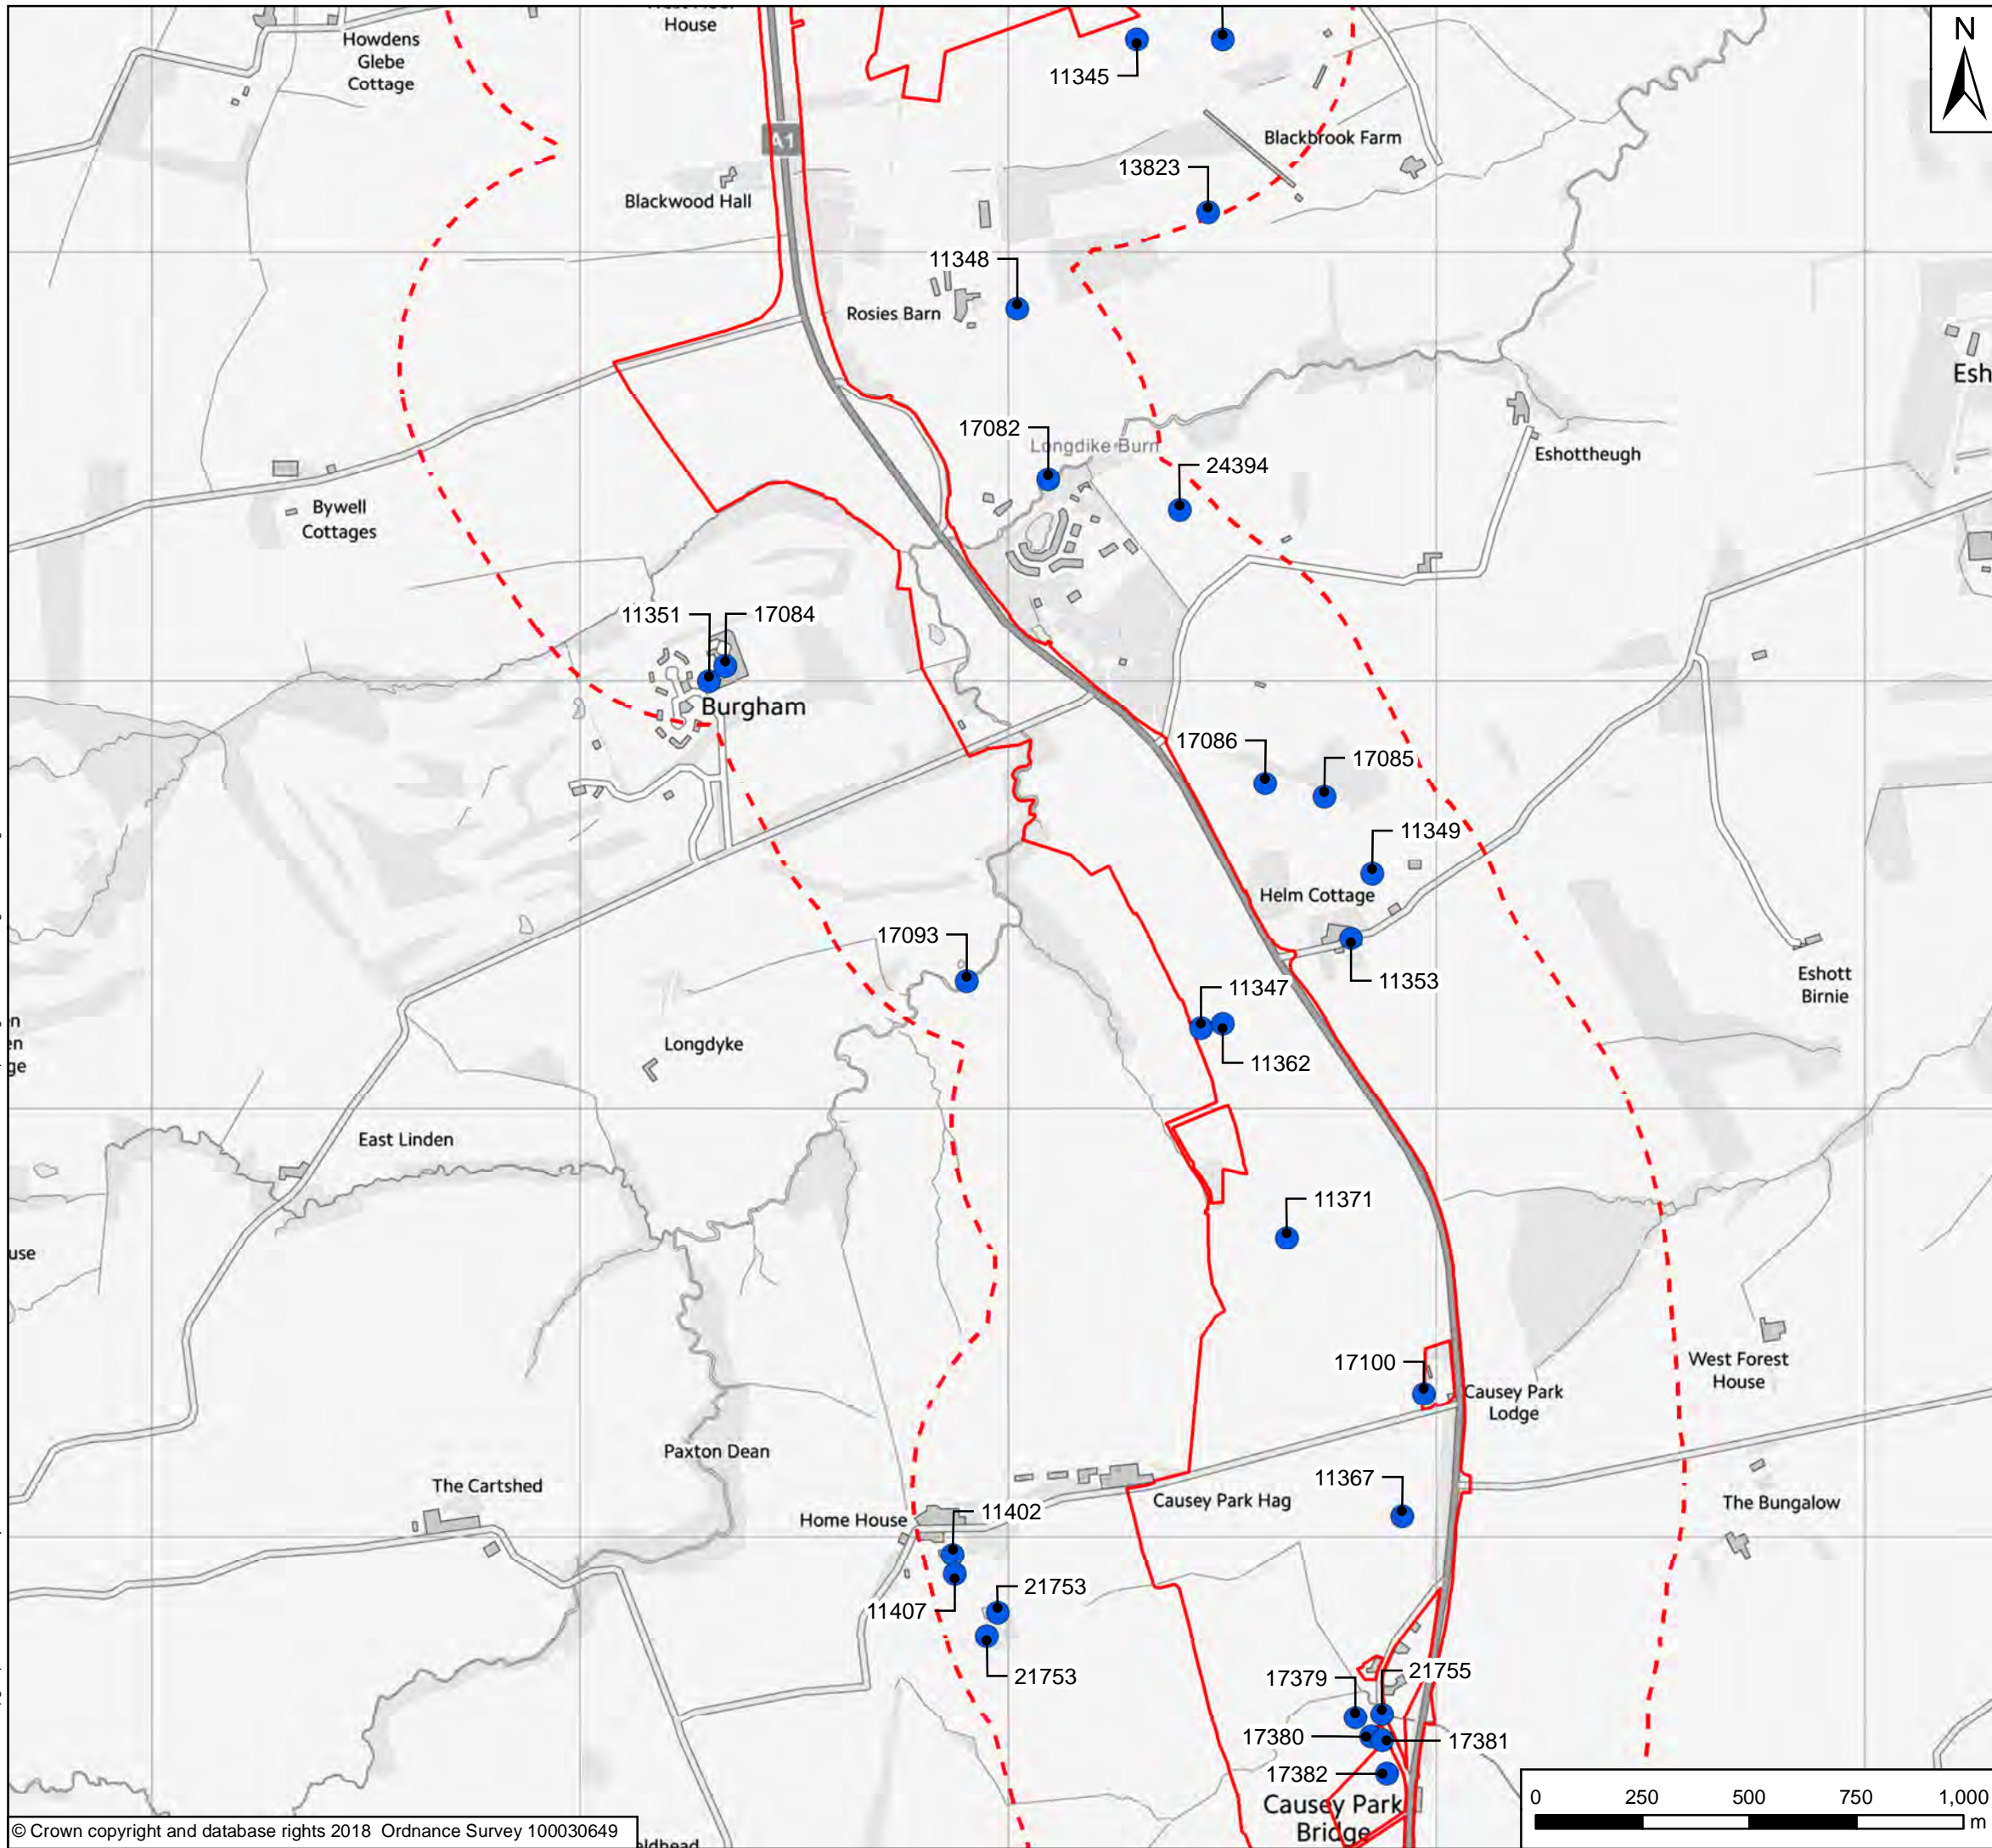 House
Howdens
Glebe
Cottage
N
11345
A1
Blackbrook Farm
13823
Blackwood Hall
11348
Rosies Barn
Esh
17082
Longdike Burn
24394
Eshottheugh
Bywell
Cottages
11351
17084
Burgham
17086
17085
11349
Helm Cottage
17093
11353
Eshott
Birnie
11347
en
ge
Longdyke
11362
East Linden
11371
use
17100
West Forest
House
Causey Park
Lodge
Paxton Dean
11367
The Cartshed
Causey Park Hag
The Bungalow
Home House
11402
21753
11407
21753
17379
21755
17380
17381
17382
Causey Park
Bridge
0 250 500 750 1,000
m
© Crown copyright and database rights 2018 Ordnance Survey 100030649